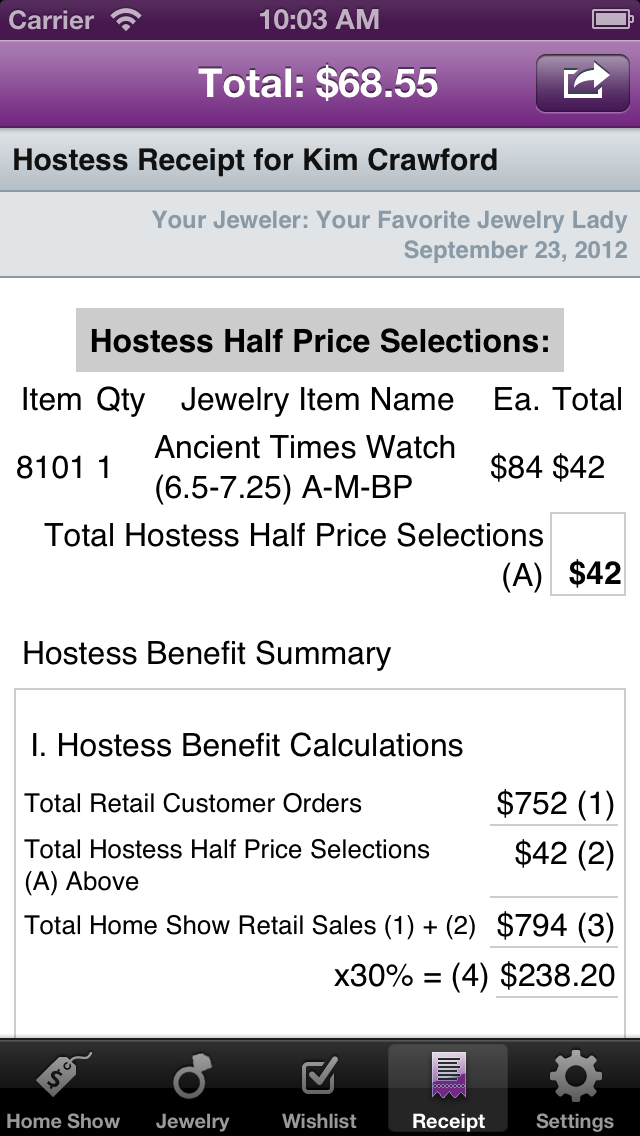 Carrier 10:03 AM
Total: $68.55
Hostess Receipt for Kim Crawford
Your Jeweler: Your Favorite Jewelry Lady
September 23, 2012
Hostess Half Price Selections:
Item Qty Jewelry Item Name Ea. Total
8101 1 Ancient Times Watch $84 $42
(6.5-7.25) A-M-BP
Total Hostess Half Price Selections
(A) $42
Hostess Benefit Summary
I. Hostess Benefit Calculations
Total Retail Customer Orders $752 (1)
Total Hostess Half Price Selections $42 (2)
(A) Above
Total Home Show Retail Sales (1) + (2) $794 (3)
x30% = (4) $238.20
Home Show Jewelry Wishlist Receipt Settings